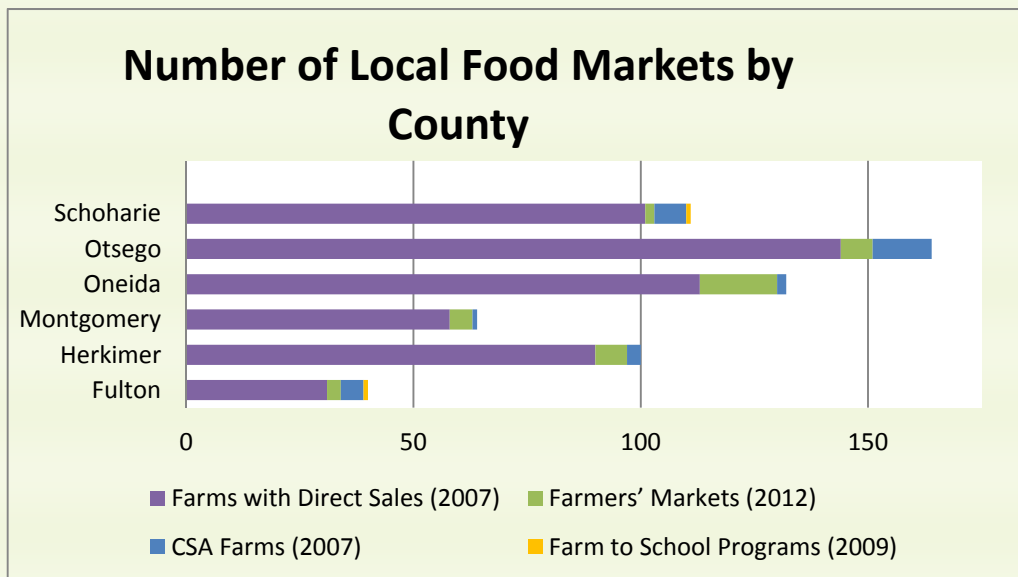 Number of Local Food Markets by
County
Schoharie
Otsego
Oneida
Montgomery
Herkimer
Fulton
0 50 100 150
Farms with Direct Sales (2007) Farmers’ Markets (2012)
CSA Farms (2007) Farm to School Programs (2009)